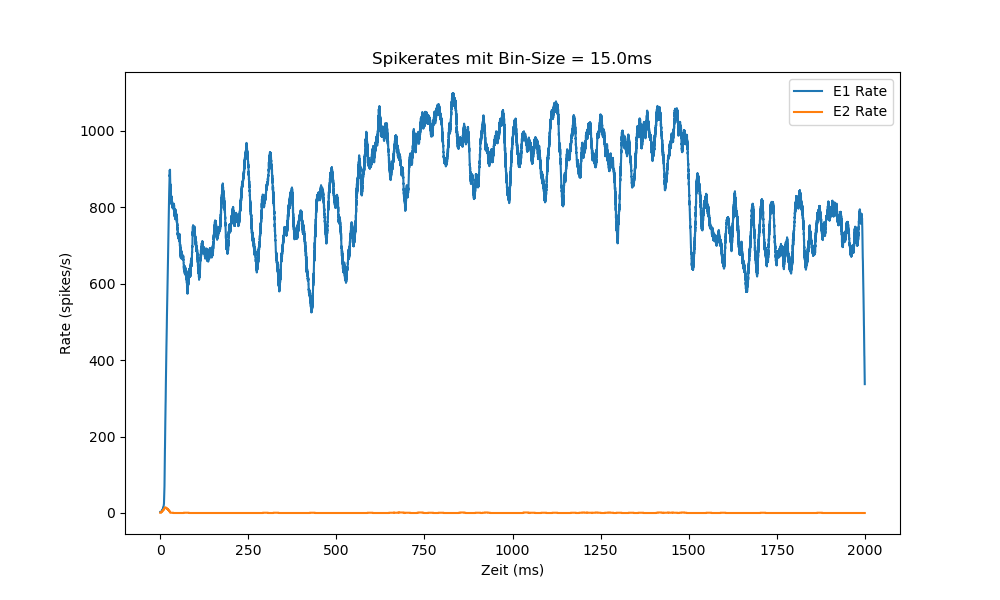 Spikerates mit Bin-Size = 15.0ms
E1 Rate
E2 Rate
Rate (spikes/s)
1000
800
600
400
200
0
0 250 500 750 1000 1250 1500 1750 2000
Zeit (ms)